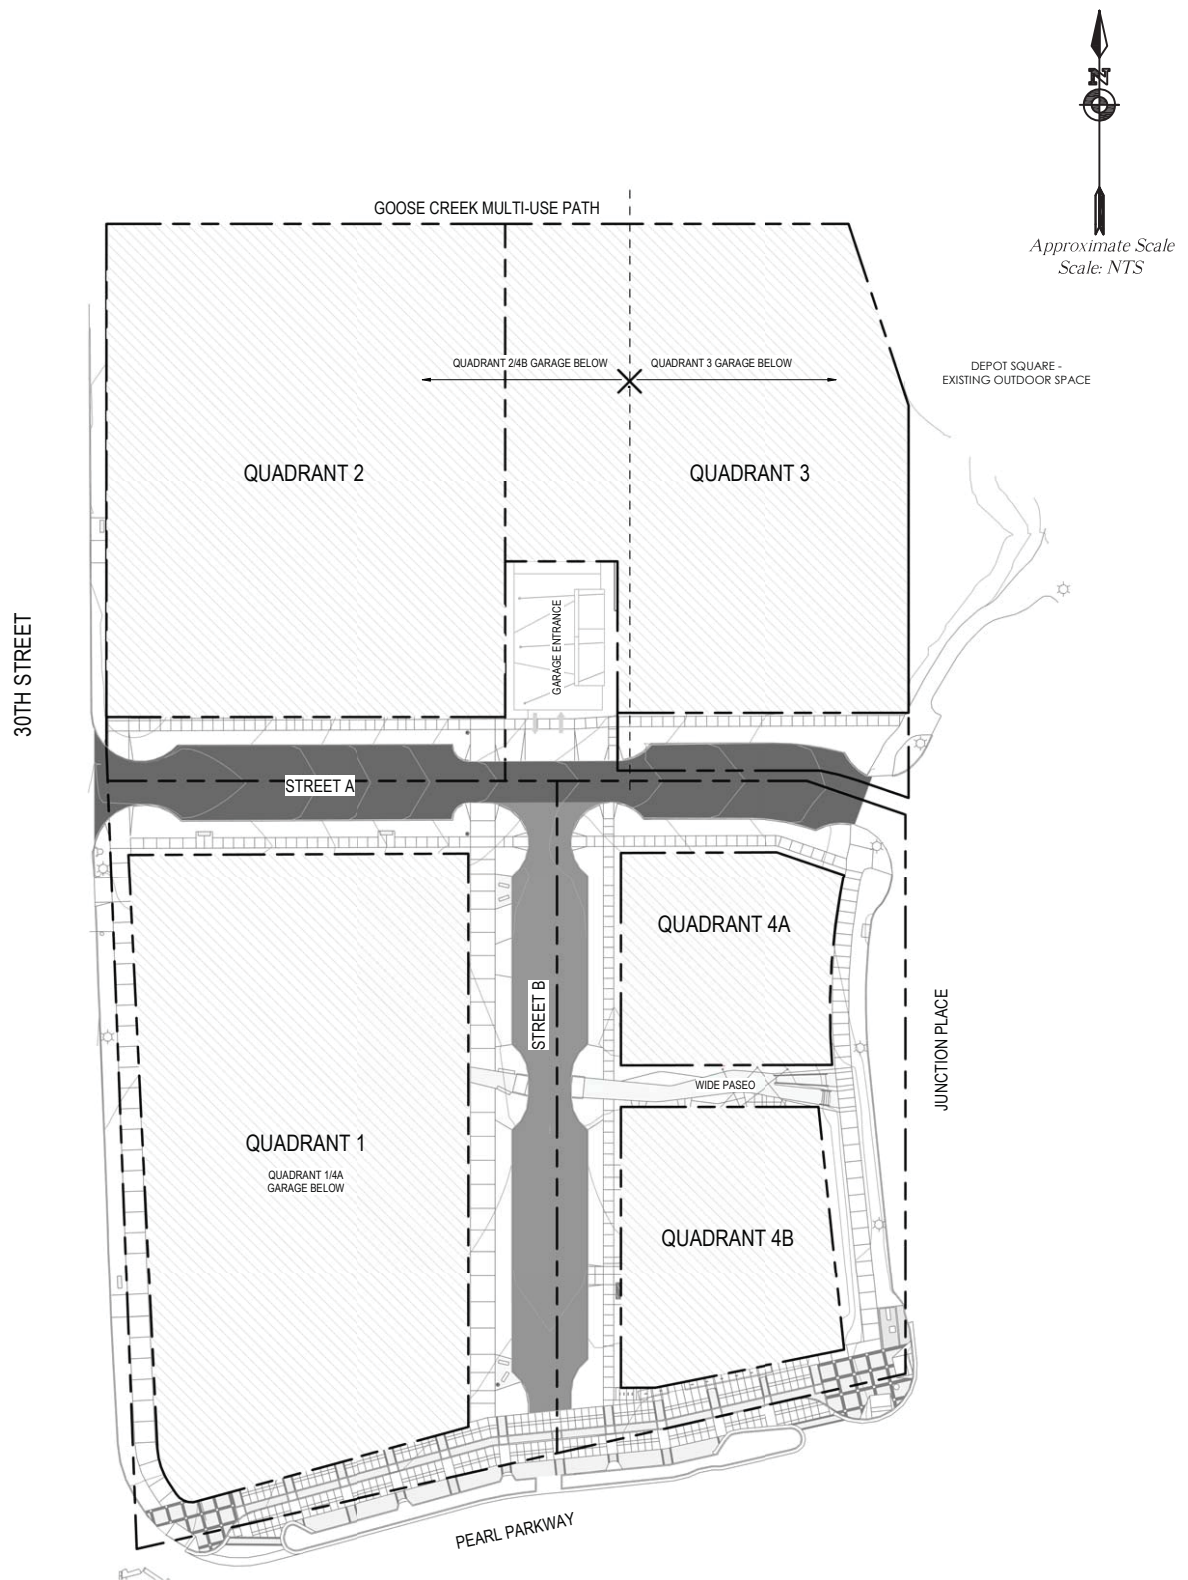 N
Approximate Scale
Scale: NTS
GOOSE CREEK MULTI-USE PATH
QUADRANT 2/4B GARAGE BELOW
QUADRANT 3 GARAGE BELOW
DEPOT SQUARE -
EXISTING OUTDOOR SPACE
QUADRANT 2
QUADRANT 3
GARAGE ENTRANCE
30TH STREET
STREET A
QUADRANT 4A
STREET B
JUNCTION PLACE
WIDE PASEO
QUADRANT 1
QUADRANT 1/4A
GARAGE BELOW
QUADRANT 4B
PEARL PARKWAY